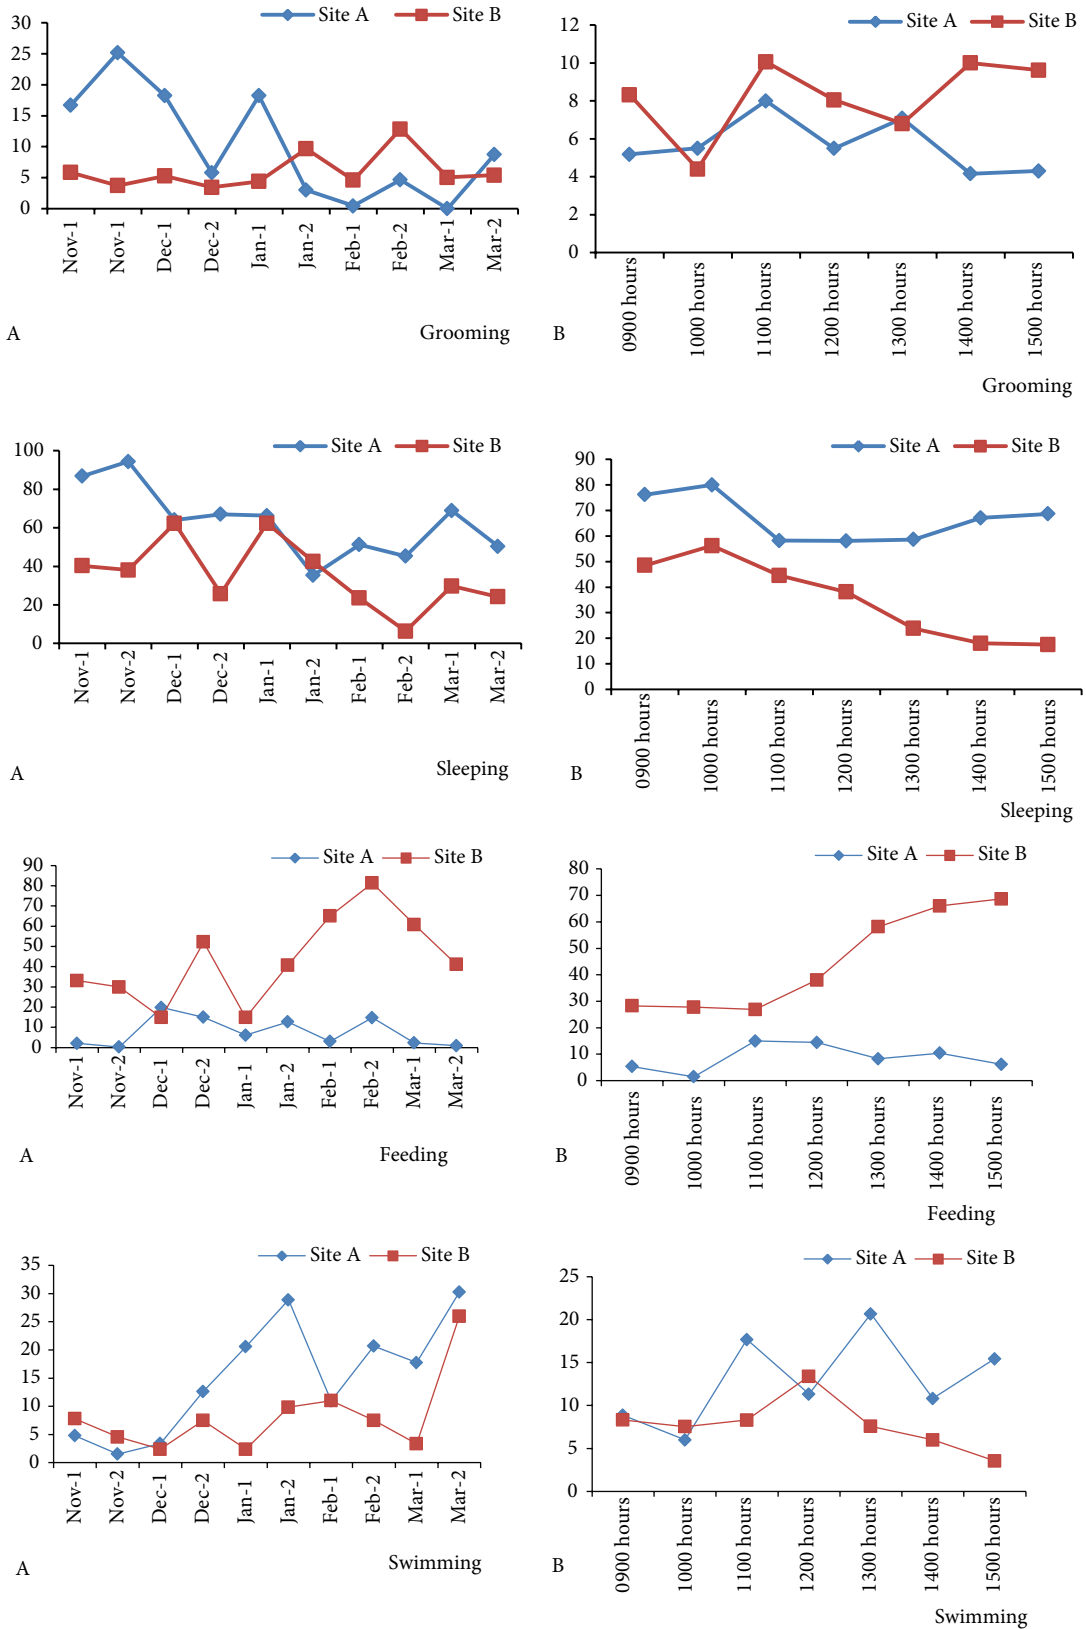 Site A Site B
30
25
20
15
10
5
0
Nov-1 Nov-1 Dec-1 Dec-2 Jan-1 Jan-2 Feb-1 Feb-2 Mar-1 Mar-2
A Grooming
Site A Site B
12
10
8
6
4
2
0
0900 hours 1000 hours 1100 hours 1200 hours 1300 hours 1400 hours 1500 hours
B
Grooming
Site A Site B
100
80
60
40
20
0
Nov-1 Nov-2 Dec-1 Dec-2 Jan-1 Jan-2 Feb-1 Feb-2 Mar-1 Mar-2
A Sleeping
Site A Site B
90
80
70
60
50
40
30
20
10
0
0900 hours 1000 hours 1100 hours 1200 hours 1300 hours 1400 hours 1500 hours
B
Sleeping
Site A Site B
90
80
70
60
50
40
30
20
10
0
Nov-1 Nov-2 Dec-1 Dec-2 Jan-1 Jan-2 Feb-1 Feb-2 Mar-1 Mar-2
A Feeding
Site A Site B
80
70
60
50
40
30
20
10
0
0900 hours 1000 hours 1100 hours 1200 hours 1300 hours 1400 hours 1500 hours
B
Feeding
Site A Site B
35
30
25
20
15
10
5
0
Nov-1 Nov-2 Dec-1 Dec-2 Jan-1 Jan-2 Feb-1 Feb-2 Mar-1 Mar-2
A Swimming
Site A Site B
25
20
15
10
5
0
0900 hours 1000 hours 1100 hours 1200 hours 1300 hours 1400 hours 1500 hours
B
Swimming